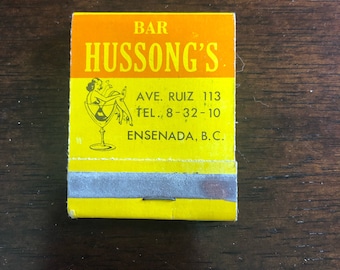 BAR
HUSSONG'S
AVE. RUIZ 113
TEL. 8-32-10
ENSENADA, B.C.